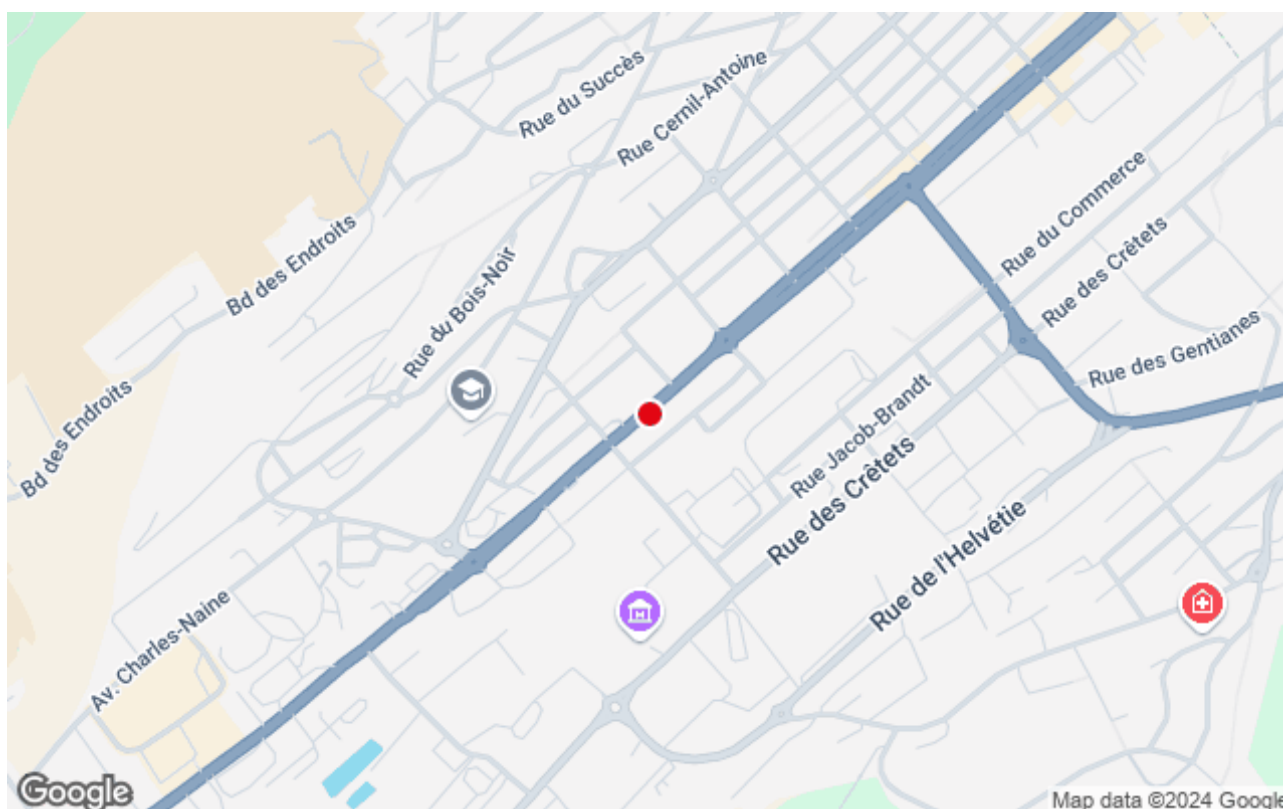 Rue du Succès
Rue Cernil-Antoine
Rue du Commerce
Rue des Crêtets
Bd des Endroits
Rue du Bois-Noir
Rue des Gentianes
Bd des Endroits
Rue Jacob-Brandt
Rue des Crêtets
Rue de l'Helvétie
Av. Charles-Naine
Google
Map data ©2024 Google